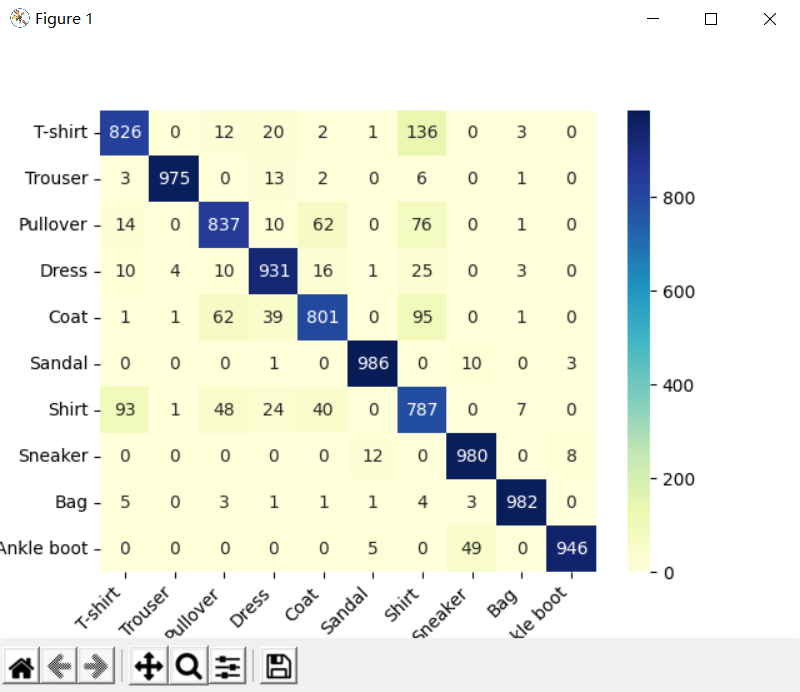 Figure 1
T-shirt 826 0 12 20 2 1 136 0 3 0
Trouser 3 975 0 13 2 0 6 0 1 0
Pullover 14 0 837 10 62 0 76 0 1 0
Dress 10 4 10 931 16 1 25 0 3 0
Coat 1 1 62 39 801 0 95 0 1 0
Sandal 0 0 0 1 0 986 0 10 0 3
Shirt 93 1 48 24 40 0 787 0 7 0
Sneaker 0 0 0 0 0 12 0 980 0 8
Bag 5 0 3 1 1 1 4 3 982 0
Ankle boot 0 0 0 0 0 5 0 49 0 946
T-shirt Trouser Pullover Dress Coat Sandal Shirt Sneaker Bag kle boot
800
600
400
200
0